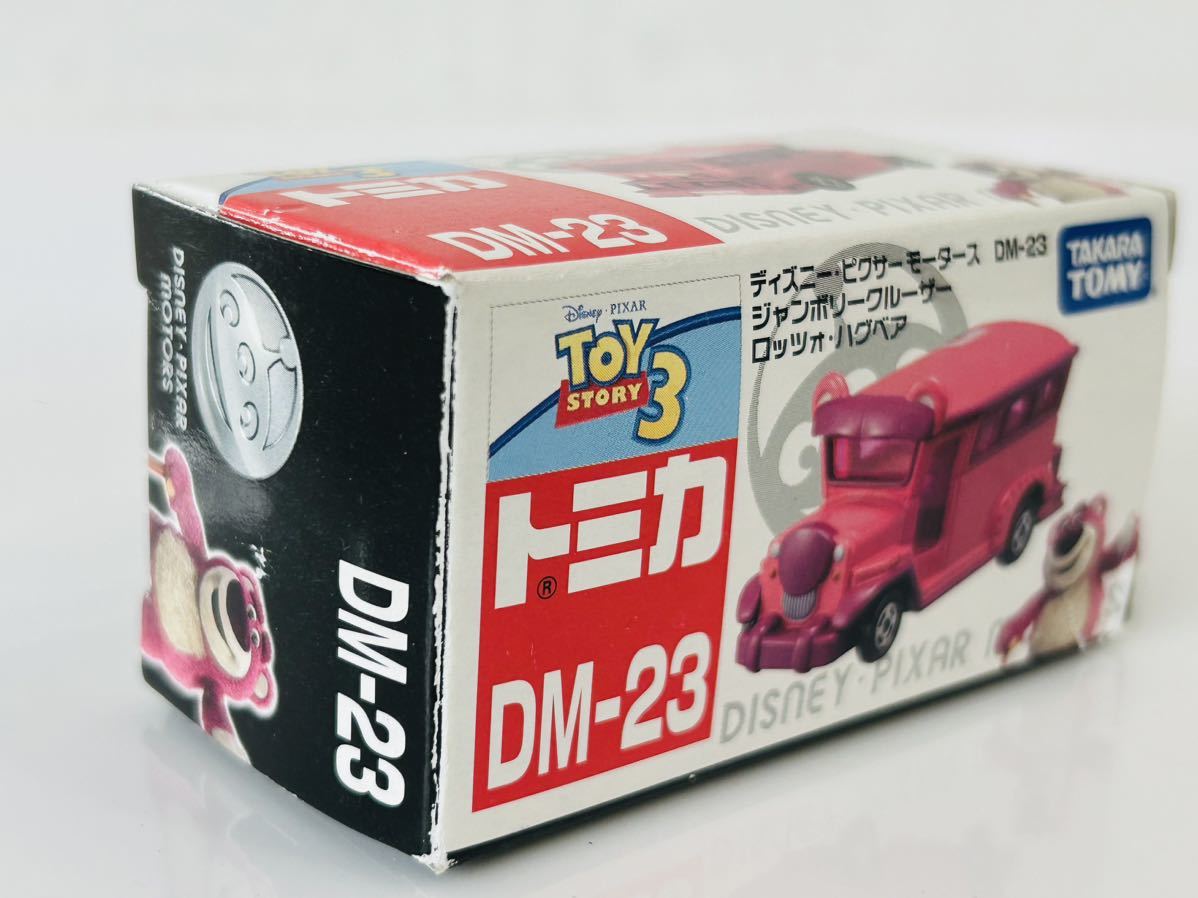 TOY
STORY
3
トミカ
DM-23
DISNEY·PIXAR
DISNEY·PIXAR
MOTORS
DM-23
Disney·PIXAR
TOY
STORY 3
トミカ
®
DM-23
ディズニー・ピクサー モータース DM-23
ジャンボリークルーザー
ロッツォ・ハグベア
TAKARA
TOMY
DISNEY·PIXAR